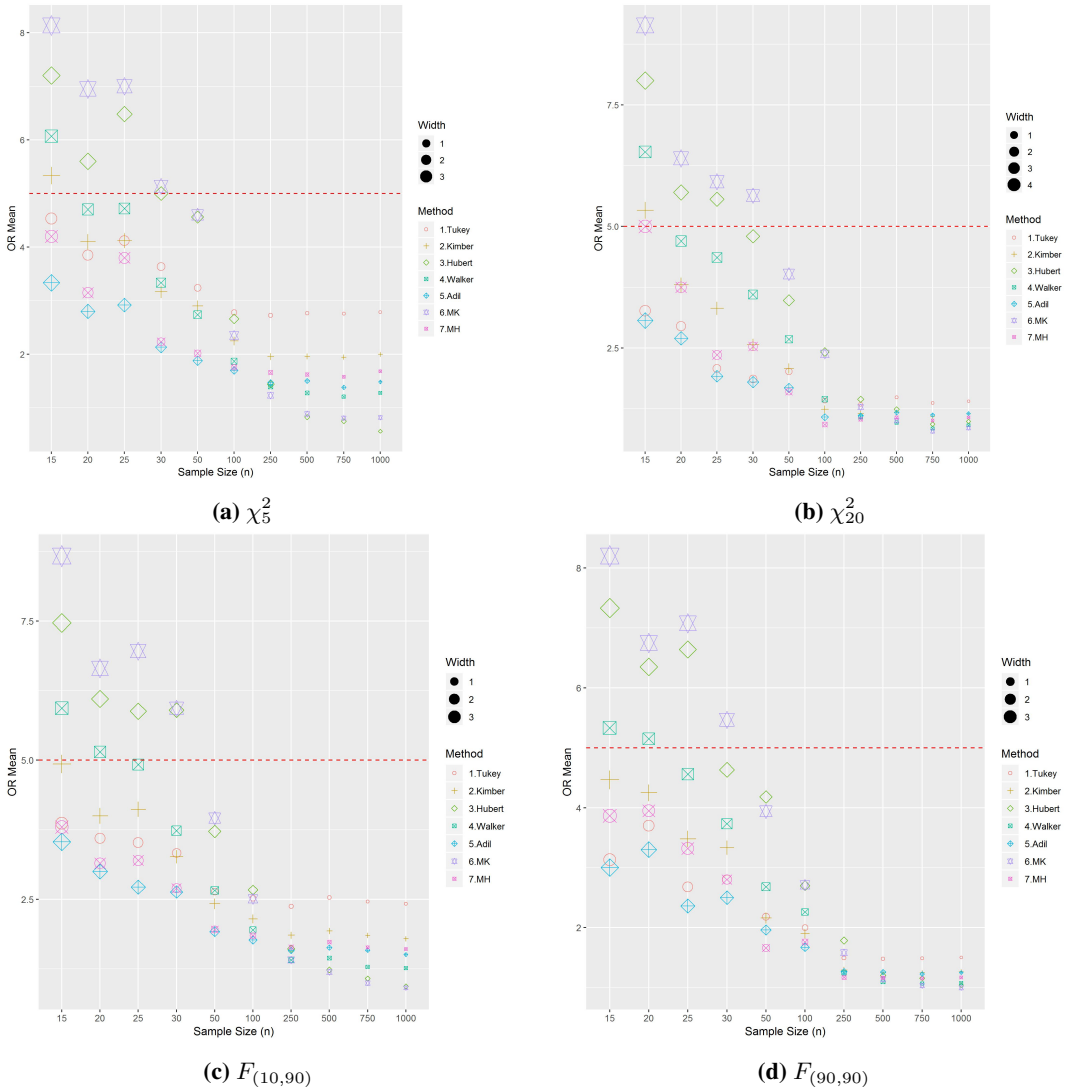 8
6
4
2
OR Mean
15 20 25 30 50 100 250 500 750 1000
Sample Size (n)
Width
1
2
3
Method
1.Tukey
2.Kimber
3.Hubert
4.Walker
5.Adil
6.MK
7.MH
(a) χ²₅
7.5
5.0
2.5
OR Mean
15 20 25 30 50 100 250 500 750 1000
Sample Size (n)
Width
1
2
3
4
Method
1.Tukey
2.Kimber
3.Hubert
4.Walker
5.Adil
6.MK
7.MH
(b) χ²₂₀
7.5
5.0
2.5
OR Mean
15 20 25 30 50 100 250 500 750 1000
Sample Size (n)
Width
1
2
3
Method
1.Tukey
2.Kimber
3.Hubert
4.Walker
5.Adil
6.MK
7.MH
(c) F₍₁₀,₉₀₎
8
6
4
2
OR Mean
15 20 25 30 50 100 250 500 750 1000
Sample Size (n)
Width
1
2
3
Method
1.Tukey
2.Kimber
3.Hubert
4.Walker
5.Adil
6.MK
7.MH
(d) F₍₉₀,₉₀₎